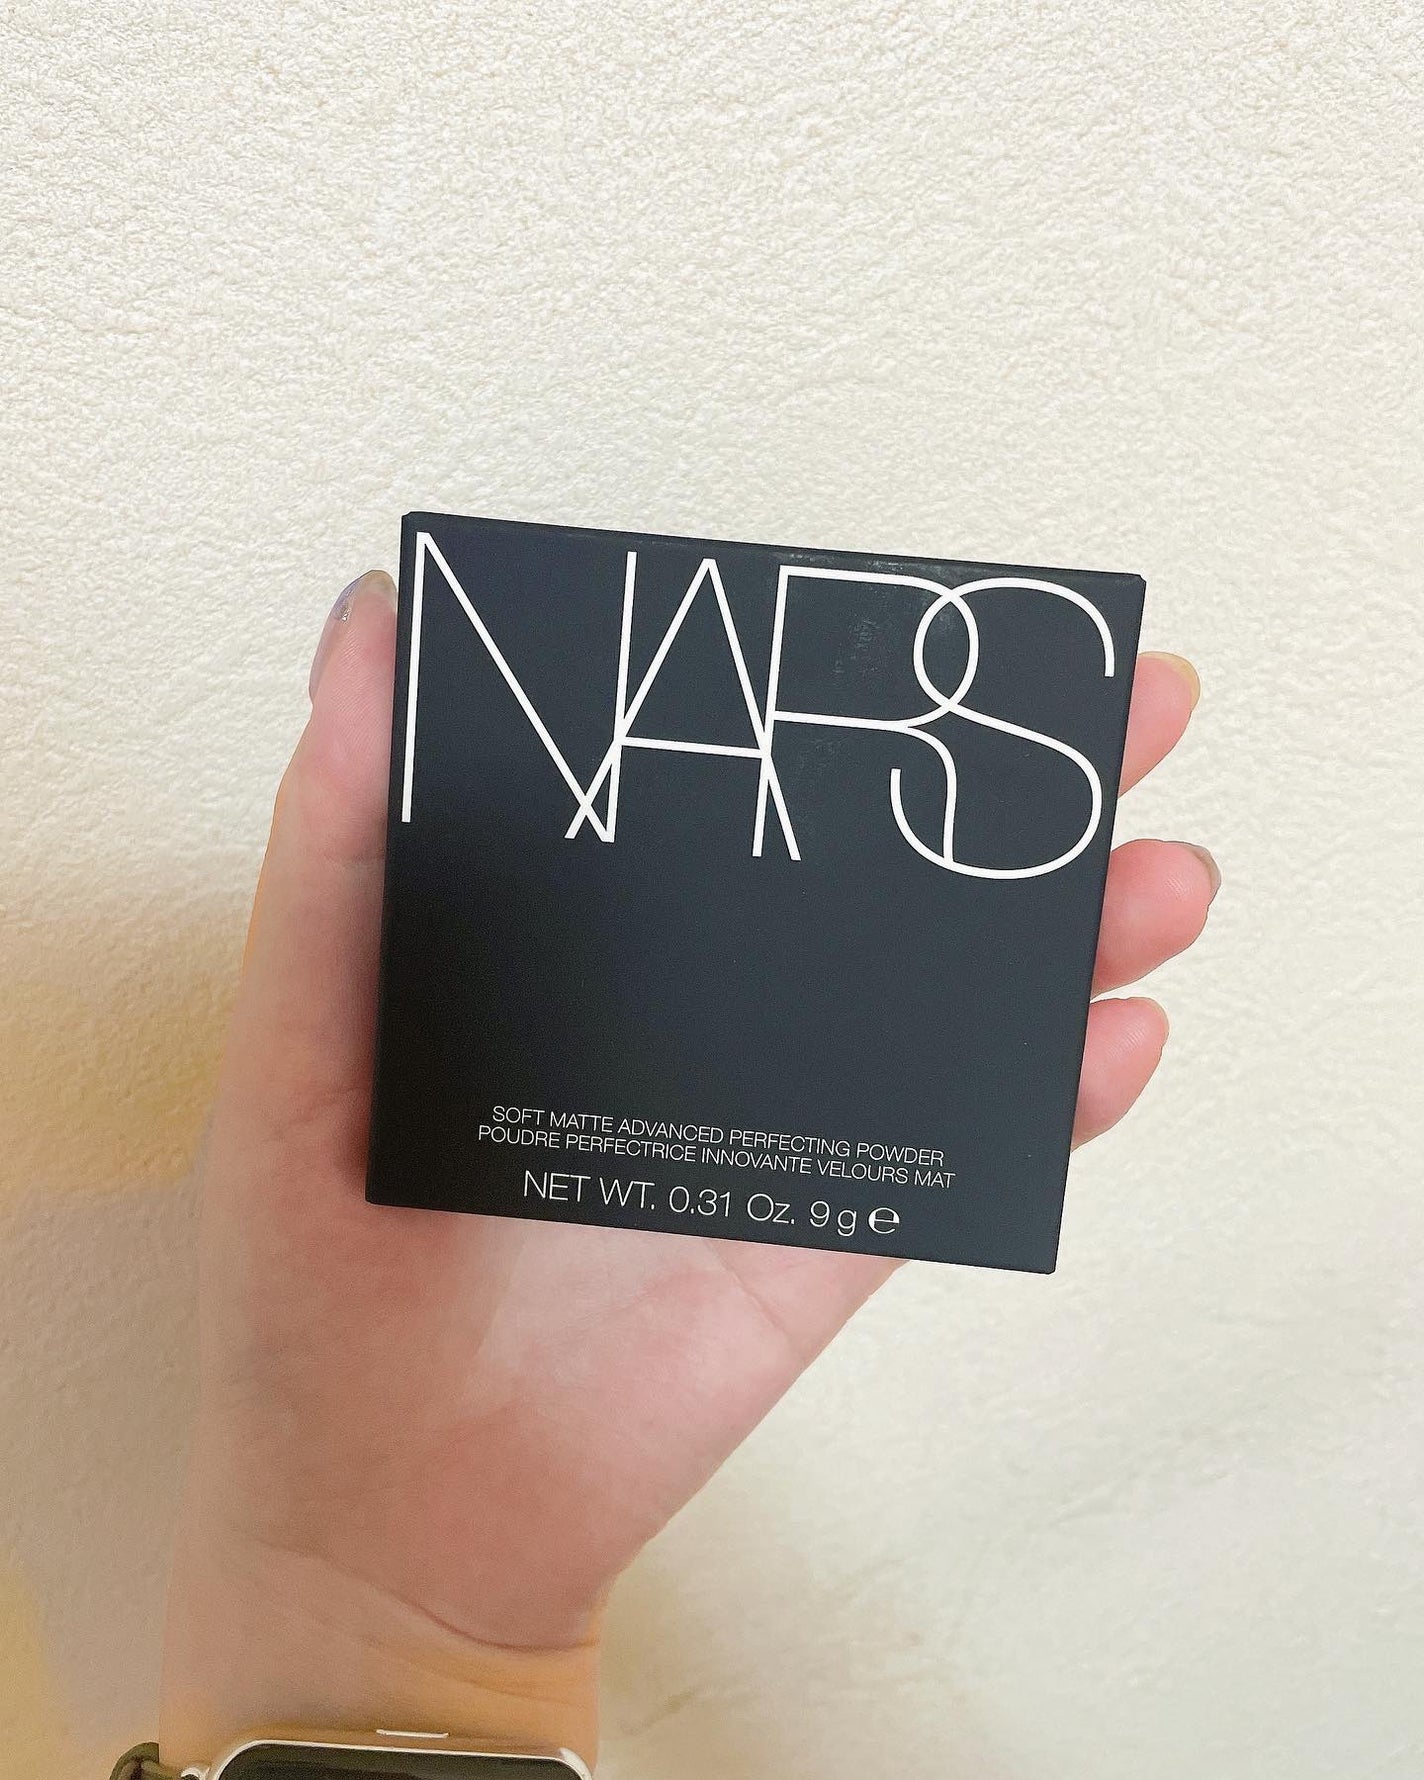 NARS
SOFT MATTE ADVANCED PERFECTING POWDER
POUDRE PERFECTRICE INNOVANTE VELOURS MAT
NET WT. 0.31 Oz. 9 g ℮